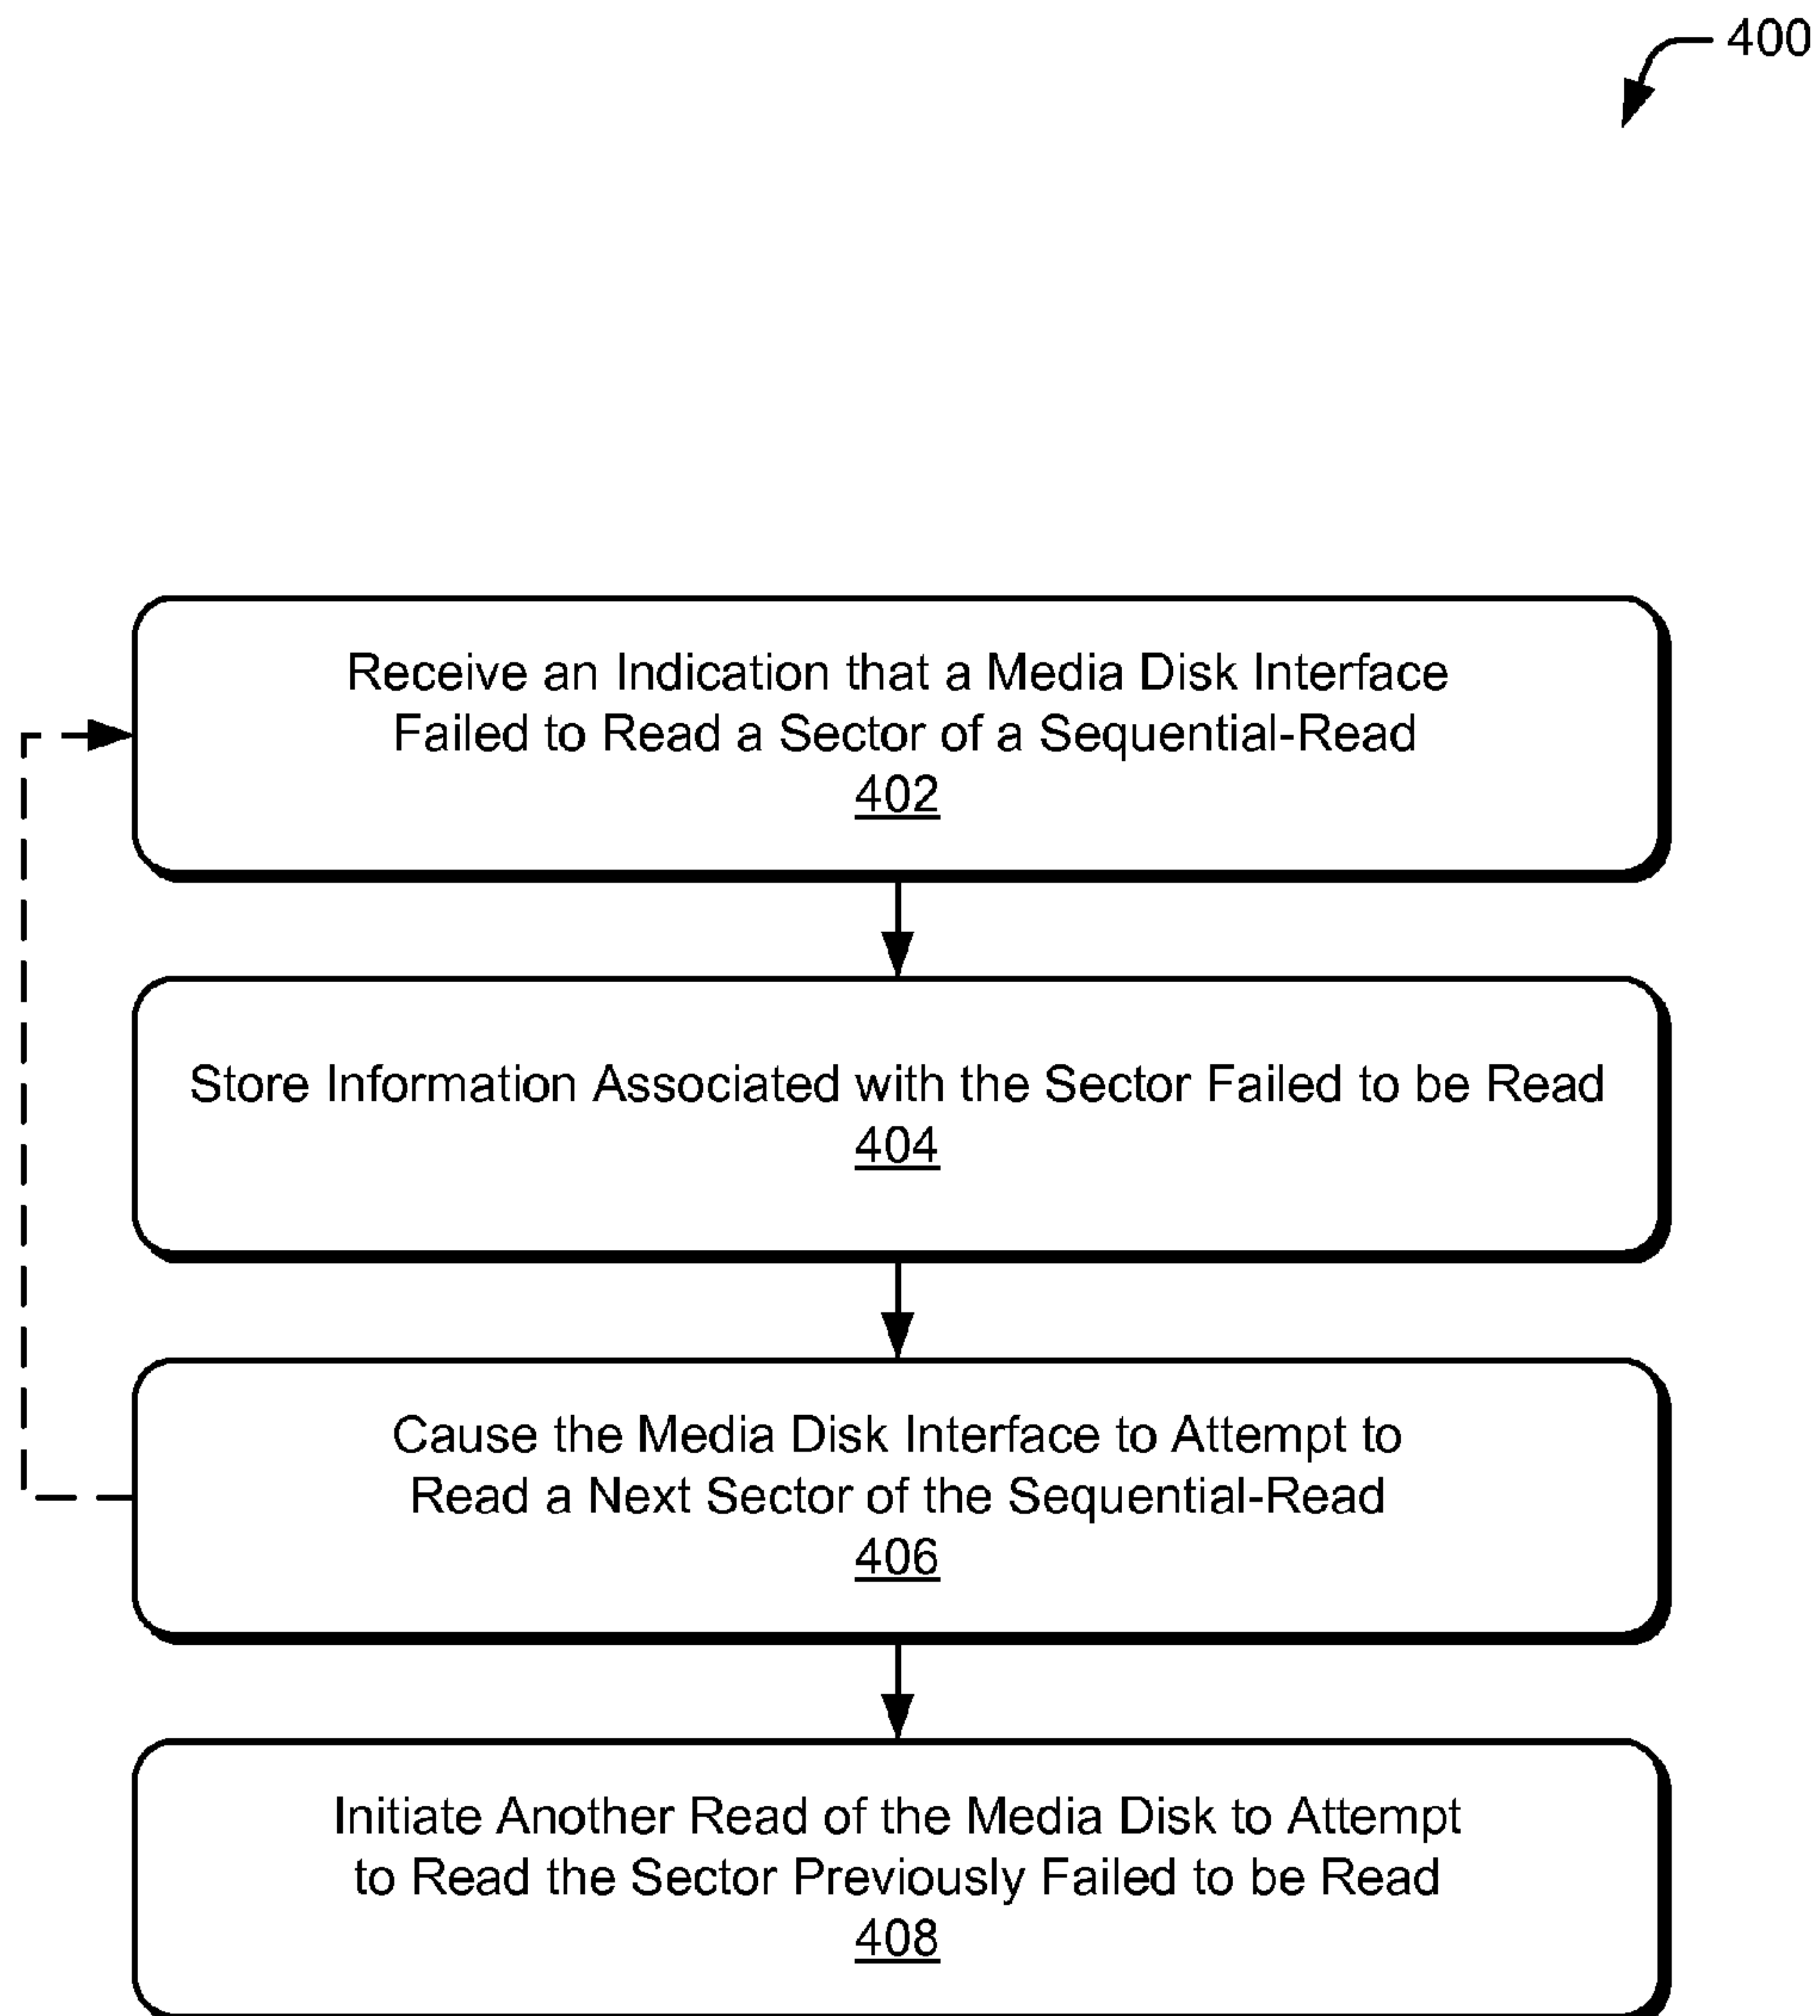 400
Receive an Indication that a Media Disk Interface
Failed to Read a Sector of a Sequential-Read
402
Store Information Associated with the Sector Failed to be Read
404
Cause the Media Disk Interface to Attempt to
Read a Next Sector of the Sequential-Read
406
Initiate Another Read of the Media Disk to Attempt
to Read the Sector Previously Failed to be Read
408